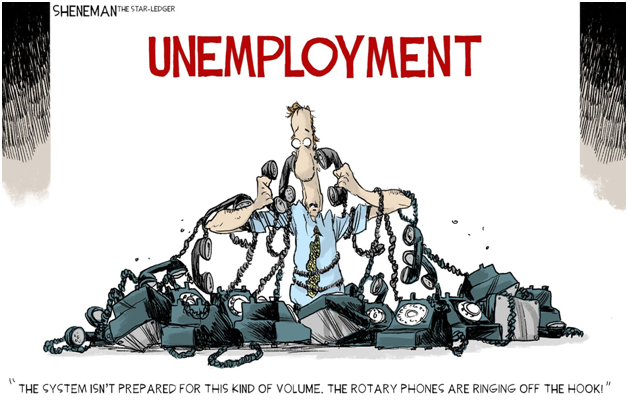 SHENEMAN THE STAR-LEDGER
UNEMPLOYMENT
"THE SYSTEM ISN'T PREPARED FOR THIS KIND OF VOLUME. THE ROTARY PHONES ARE RINGING OFF THE HOOK!"